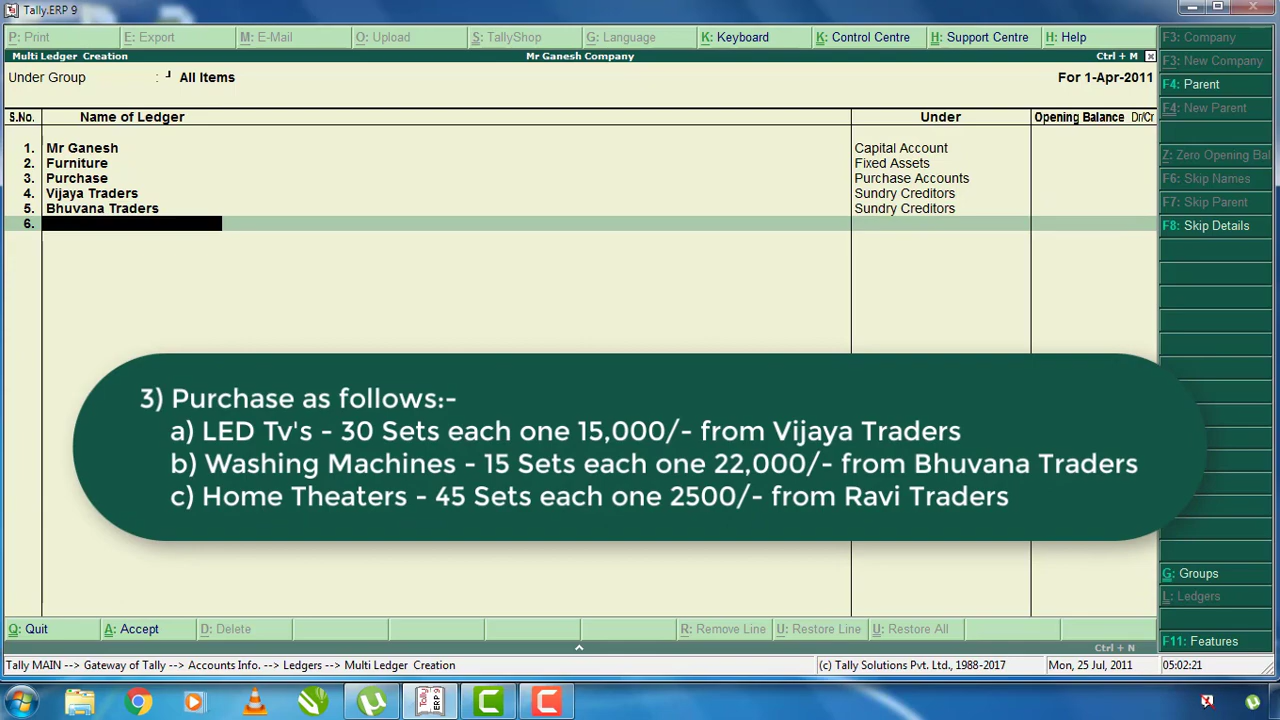 Tally.ERP 9
P: Print E: Export M: E-Mail O: Upload S: TallyShop G: Language K: Keyboard K: Control Centre H: Support Centre H: Help F3: Company
Multi Ledger Creation Mr Ganesh Company Ctrl + M
F3: New Company
Under Group : All Items For 1-Apr-2011
F4: Parent
F4: New Parent
S.No. Name of Ledger Under Opening Balance Dr/Cr
1. Mr Ganesh Capital Account
Z: Zero Opening Bal
2. Furniture Fixed Assets
3. Purchase Purchase Accounts
F6: Skip Names
4. Vijaya Traders Sundry Creditors
F7: Skip Parent
5. Bhuvana Traders Sundry Creditors
6.
F8: Skip Details
3) Purchase as follows:-
a) LED Tv's - 30 Sets each one 15,000/- from Vijaya Traders
b) Washing Machines - 15 Sets each one 22,000/- from Bhuvana Traders
c) Home Theaters - 45 Sets each one 2500/- from Ravi Traders
G: Groups
L: Ledgers
Q: Quit A: Accept D: Delete R: Remove Line U: Restore Line U: Restore All
F11: Features
Ctrl + N
Tally MAIN --> Gateway of Tally --> Accounts Info. --> Ledgers --> Multi Ledger Creation (c) Tally Solutions Pvt. Ltd., 1988-2017 Mon, 25 Jul, 2011 05:02:21
Tally ERP 9